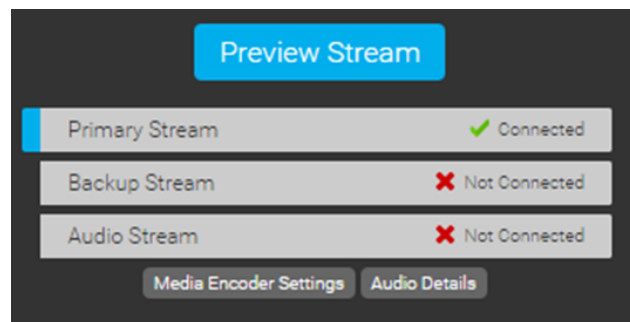 Preview Stream
Primary Stream Connected
Backup Stream Not Connected
Audio Stream Not Connected
Media Encoder Settings Audio Details